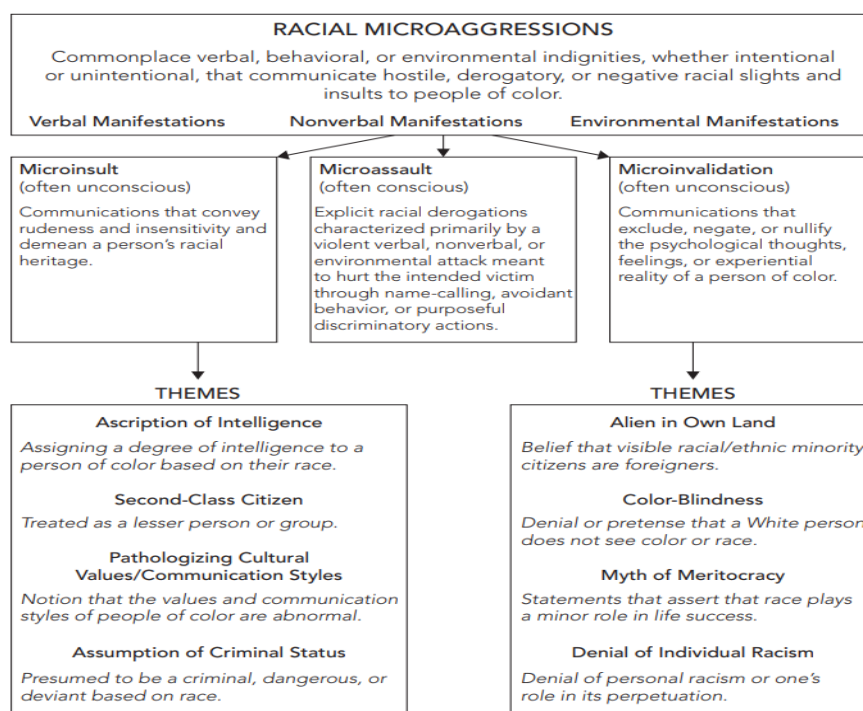 RACIAL MICROAGGRESSIONS
Commonplace verbal, behavioral, or environmental indignities, whether intentional
or unintentional, that communicate hostile, derogatory, or negative racial slights and
insults to people of color.
Verbal Manifestations
Nonverbal Manifestations
Environmental Manifestations
Microinsult
(often unconscious)
Communications that convey
rudeness and insensitivity and
demean a person's racial
heritage.
Microassault
(often conscious)
Explicit racial derogations
characterized primarily by a
violent verbal, nonverbal, or
environmental attack meant
to hurt the intended victim
through name-calling, avoidant
behavior, or purposeful
discriminatory actions.
Microinvalidation
(often unconscious)
Communications that
exclude, negate, or nullify
the psychological thoughts,
feelings, or experiential
reality of a person of color.
THEMES
Ascription of Intelligence
Assigning a degree of intelligence to a
person of color based on their race.
Second-Class Citizen
Treated as a lesser person or group.
Pathologizing Cultural
Values/Communication Styles
Notion that the values and communication
styles of people of color are abnormal.
Assumption of Criminal Status
Presumed to be a criminal, dangerous, or
deviant based on race.
THEMES
Alien in Own Land
Belief that visible racial/ethnic minority
citizens are foreigners.
Color-Blindness
Denial or pretense that a White person
does not see color or race.
Myth of Meritocracy
Statements that assert that race plays
a minor role in life success.
Denial of Individual Racism
Denial of personal racism or one's
role in its perpetuation.